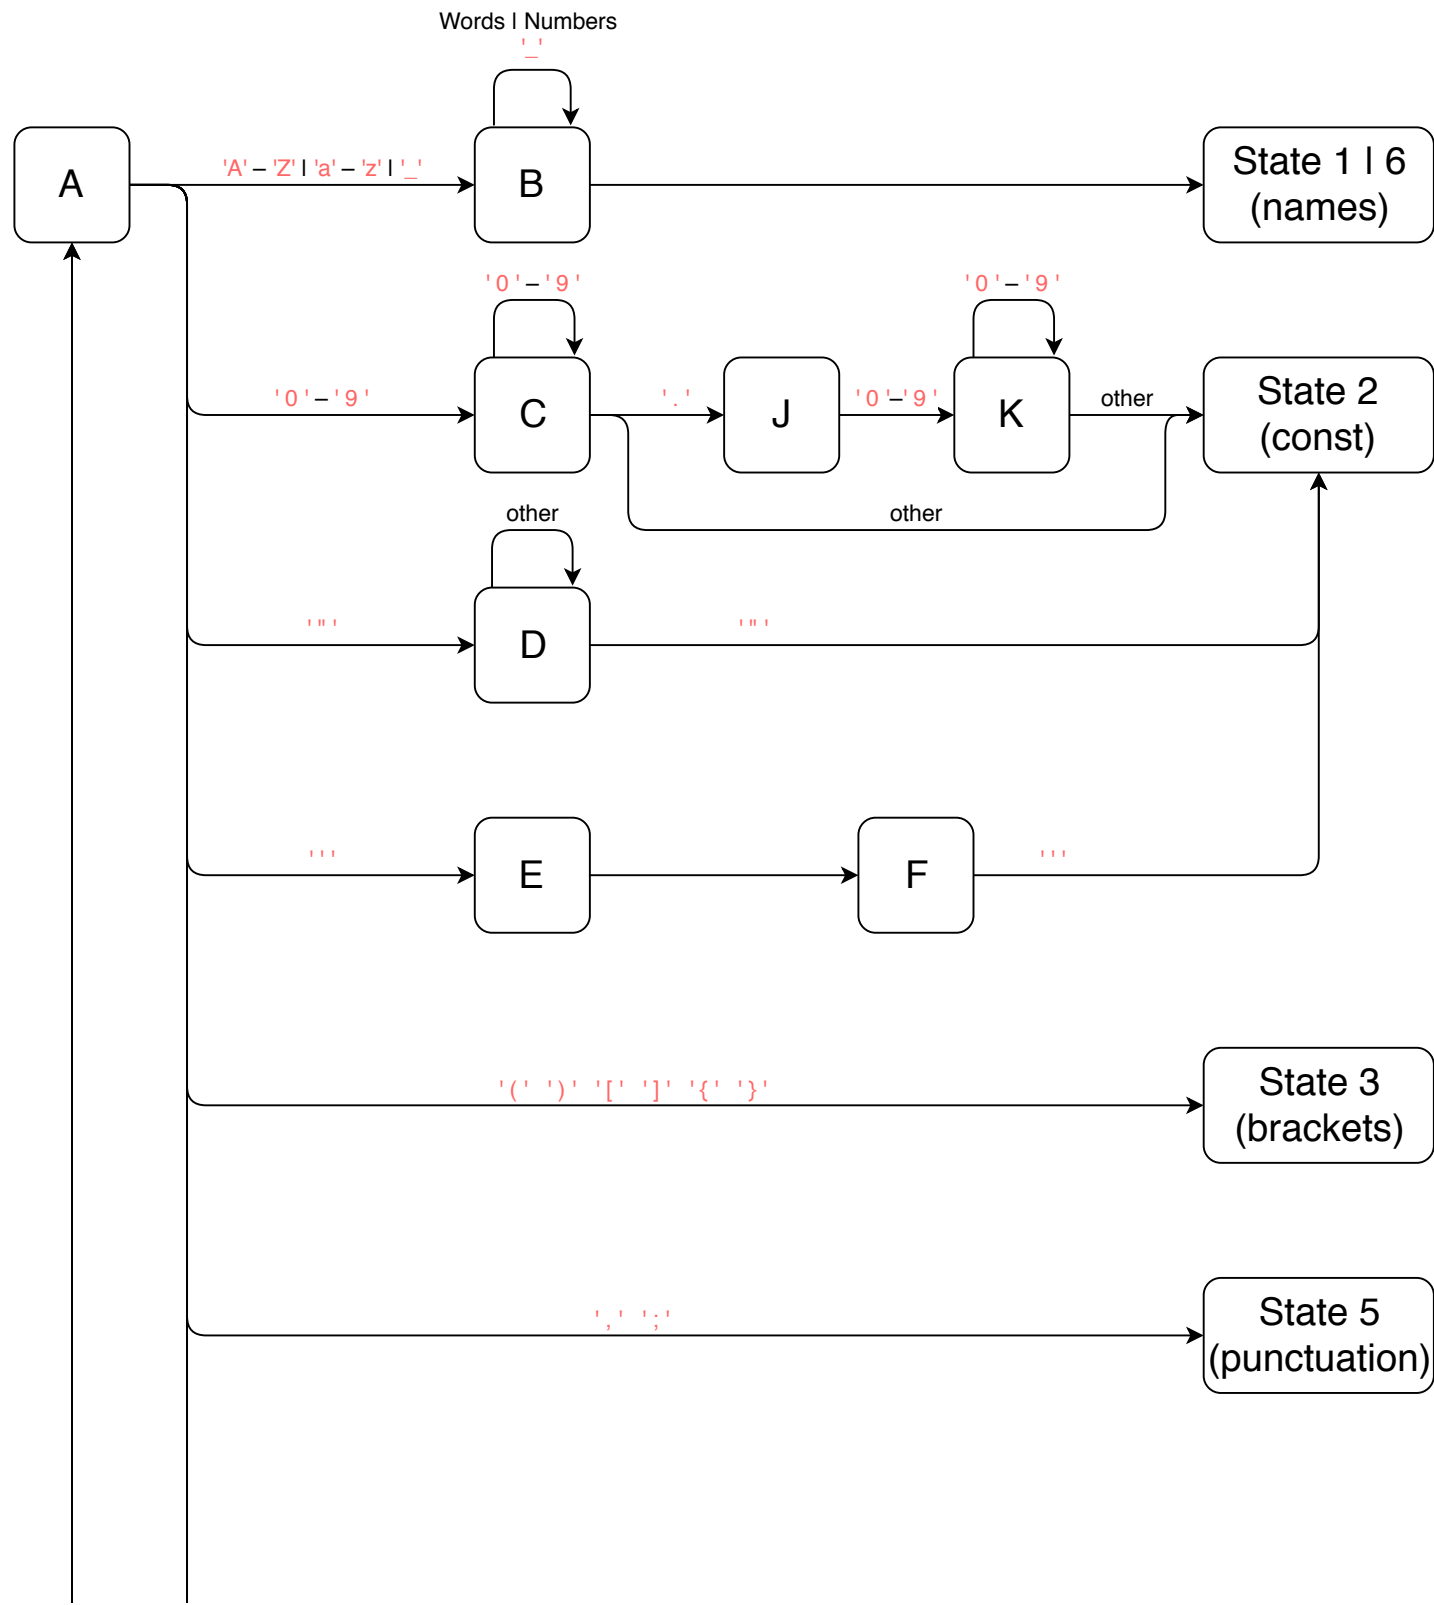 Words | Numbers
'_'
A
'A' – 'Z' | 'a' – 'z' | '_'
B
State 1 | 6
(names)
'0' – '9'
'0' – '9'
'0' – '9'
C
'.'
J
'0'–'9'
K
other
State 2
(const)
other
other
'"'
D
'"'
'''
E
F
'''
'(' ')' '[' ']' '{' '}'
State 3
(brackets)
',' ';'
State 5
(punctuation)